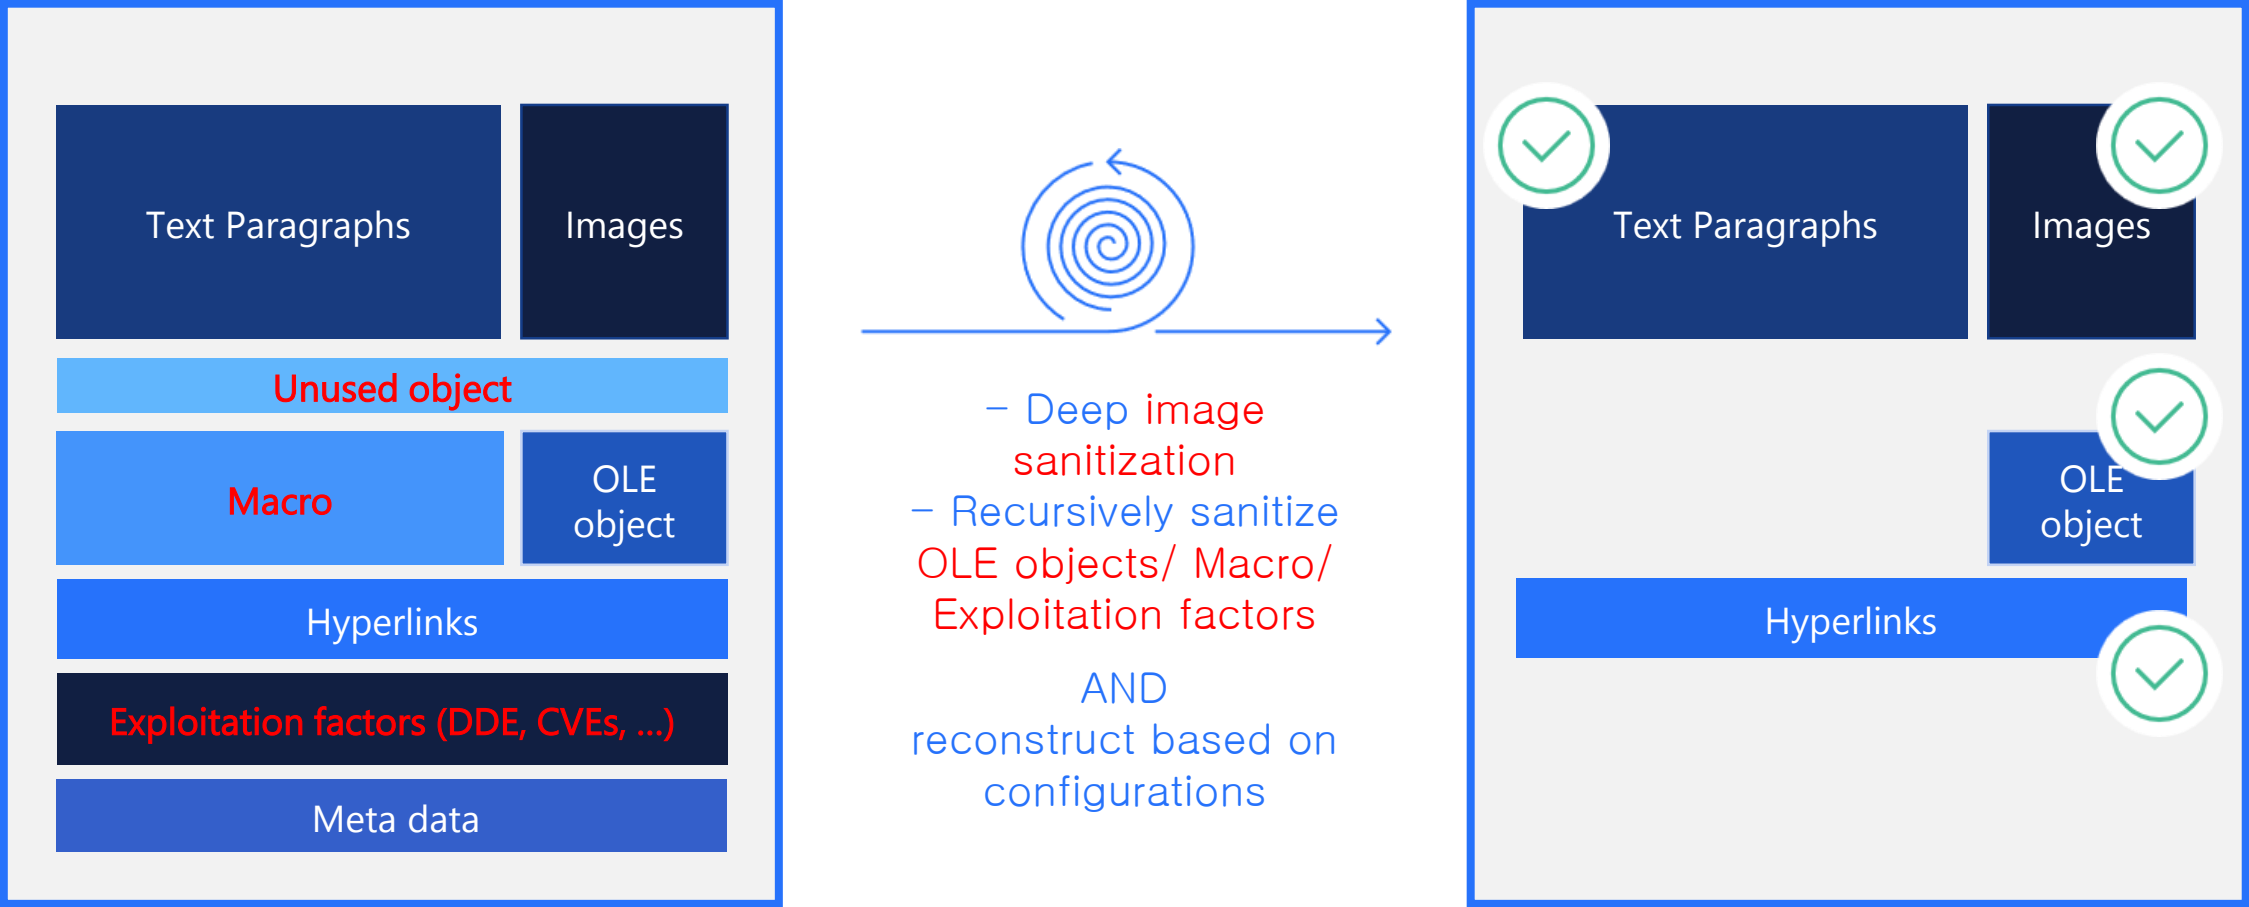 Text Paragraphs
Images
Unused object
Macro
OLE
object
Hyperlinks
Exploitation factors (DDE, CVEs, ...)
Meta data
- Deep image
sanitization
- Recursively sanitize
OLE objects/ Macro/
Exploitation factors
AND
reconstruct based on
configurations
Text Paragraphs
Images
OLE
object
Hyperlinks